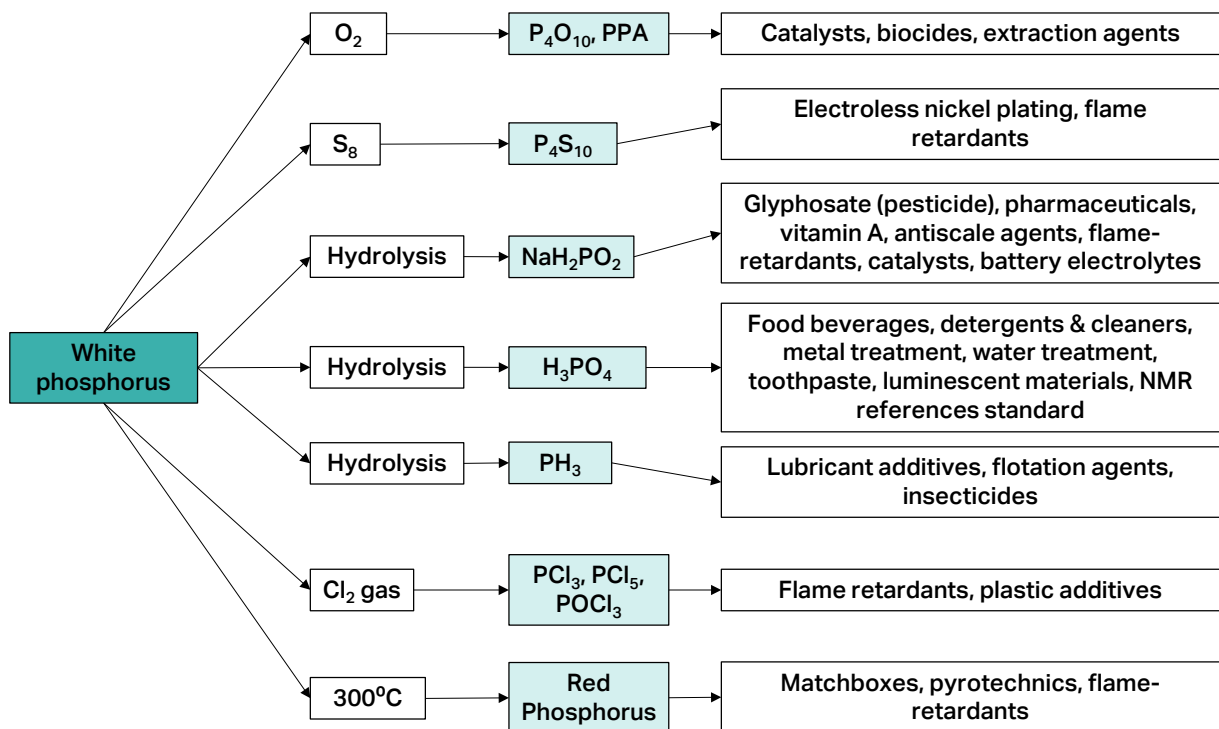 O₂
P₄O₁₀, PPA
Catalysts, biocides, extraction agents
S₈
P₄S₁₀
Electroless nickel plating, flame
retardants
Hydrolysis
NaH₂PO₂
Glyphosate (pesticide), pharmaceuticals,
vitamin A, antiscale agents, flame-
retardants, catalysts, battery electrolytes
White
phosphorus
Hydrolysis
H₃PO₄
Food beverages, detergents & cleaners,
metal treatment, water treatment,
toothpaste, luminescent materials, NMR
references standard
Hydrolysis
PH₃
Lubricant additives, flotation agents,
insecticides
Cl₂ gas
PCl₃, PCl₅,
POCl₃
Flame retardants, plastic additives
300⁰C
Red
Phosphorus
Matchboxes, pyrotechnics, flame-
retardants